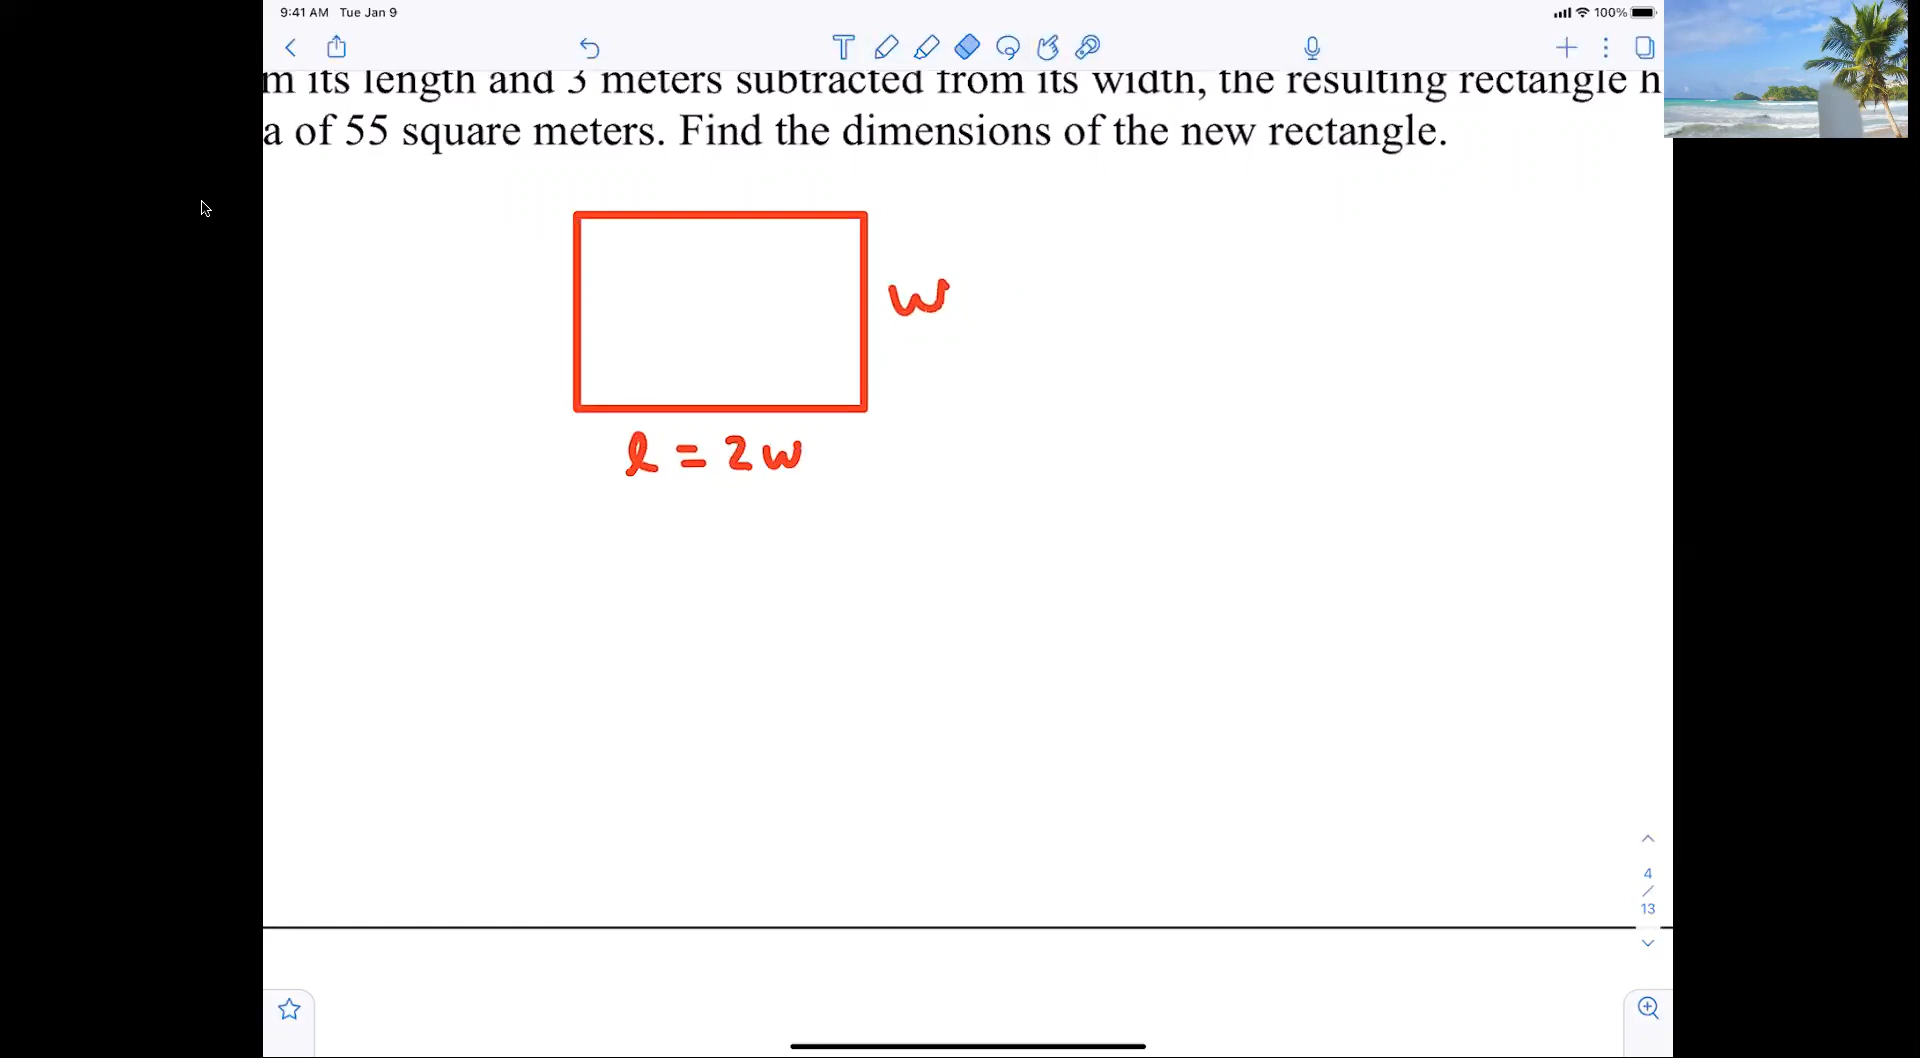 9:41 AM Tue Jan 9
100%
m its length and 3 meters subtracted from its width, the resulting rectangle h
a of 55 square meters. Find the dimensions of the new rectangle.
w
l = 2w
4
/
13